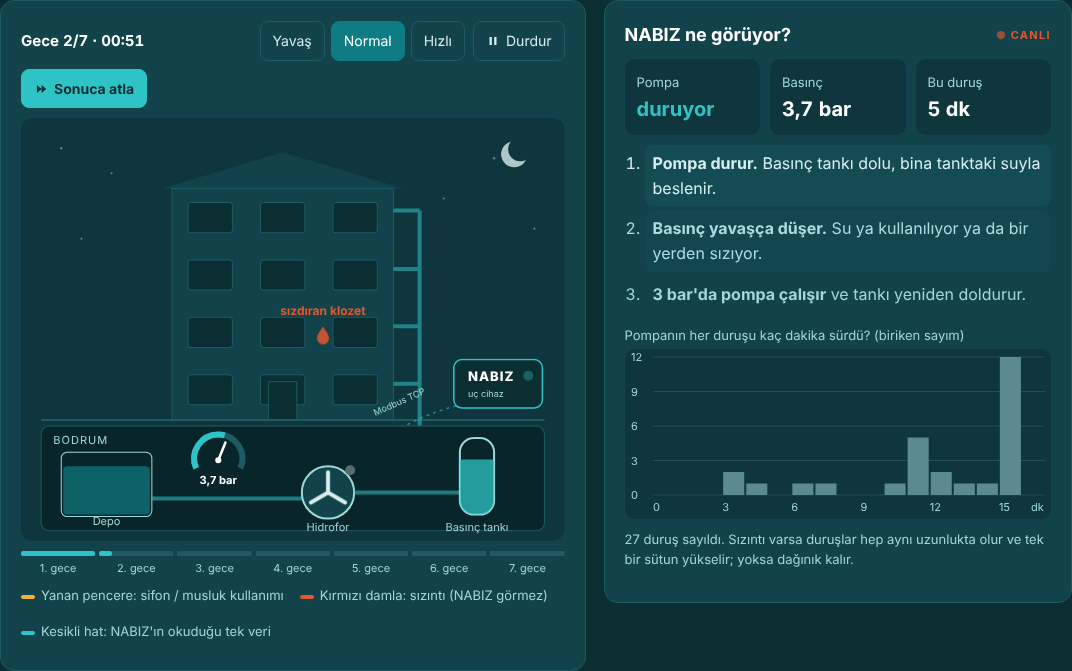 Gece 2/7 · 00:51
Yavaş
Normal
Hızlı
Durdur
Sonuca atla
sızdıran klozet
NABIZ
uç cihaz
Modbus TCP
BODRUM
3,7 bar
Depo
Hidrofor
Basınç tankı
1. gece
2. gece
3. gece
4. gece
5. gece
6. gece
7. gece
Yanan pencere: sifon / musluk kullanımı
Kırmızı damla: sızıntı (NABIZ görmez)
Kesikli hat: NABIZ'ın okuduğu tek veri
NABIZ ne görüyor?
CANLI
Pompa
duruyor
Basınç
3,7 bar
Bu duruş
5 dk
1. Pompa durur. Basınç tankı dolu, bina tanktaki suyla
beslenir.
2. Basınç yavaşça düşer. Su ya kullanılıyor ya da bir
yerden sızıyor.
3. 3 bar'da pompa çalışır ve tankı yeniden doldurur.
Pompanın her duruşu kaç dakika sürdü? (biriken sayım)
12
9
6
3
0
0 3 6 9 12 15 dk
27 duruş sayıldı. Sızıntı varsa duruşlar hep aynı uzunlukta olur ve tek
bir sütun yükselir; yoksa dağınık kalır.